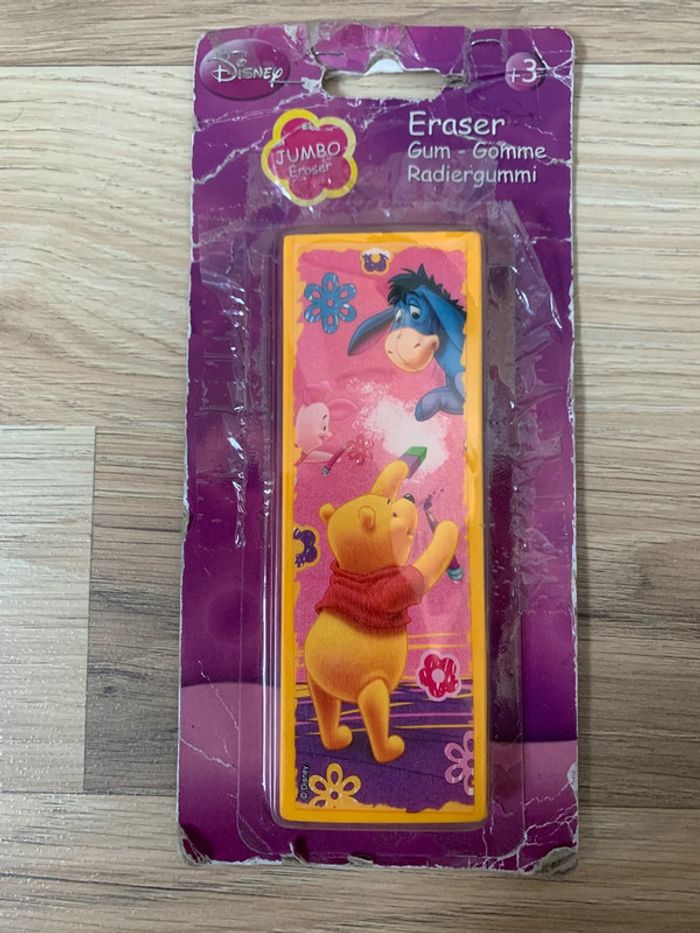 Disney
+3
JUMBO
Eraser
Eraser
Gum - Gomme
Radiergummi
© Disney